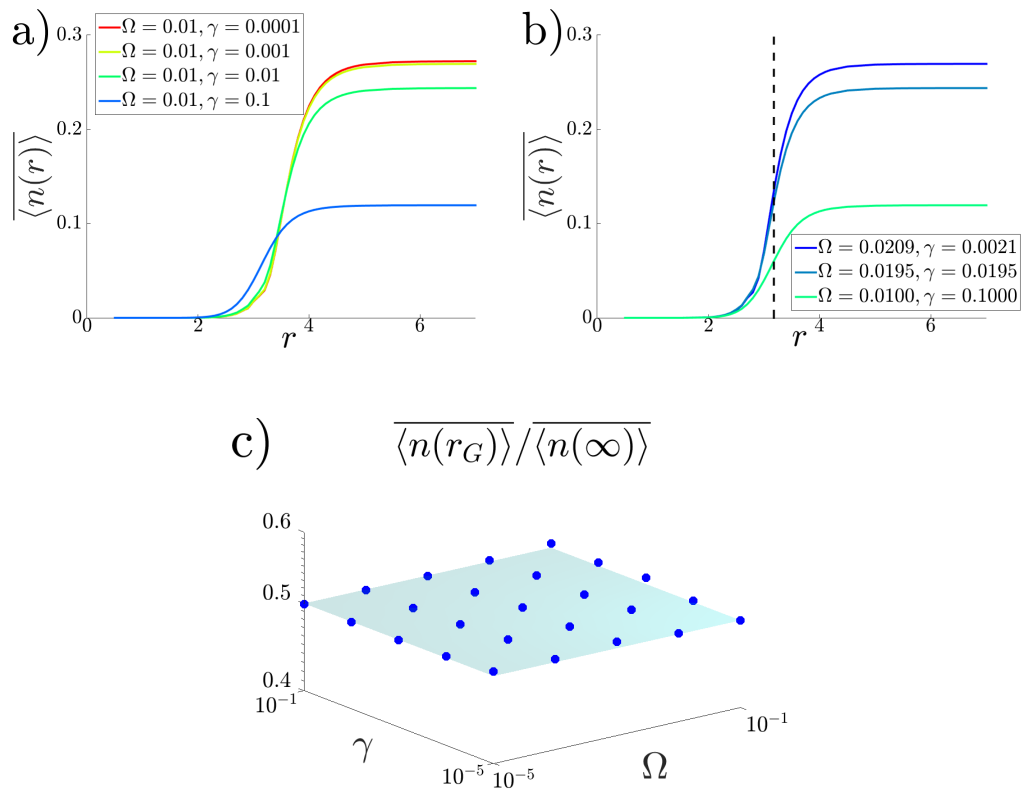 a)
0.3
0.2
0.1
0
Ω = 0.01, γ = 0.0001
Ω = 0.01, γ = 0.001
Ω = 0.01, γ = 0.01
Ω = 0.01, γ = 0.1
⟨n(r)⟩
0 2 4 6
r
b)
0.3
0.2
0.1
0
⟨n(r)⟩
Ω = 0.0209, γ = 0.0021
Ω = 0.0195, γ = 0.0195
Ω = 0.0100, γ = 0.1000
0 2 4 6
r
c)
⟨n(r_G)⟩/⟨n(∞)⟩
0.6
0.5
0.4
10^{-1}
γ
10^{-5}
10^{-5}
Ω
10^{-1}